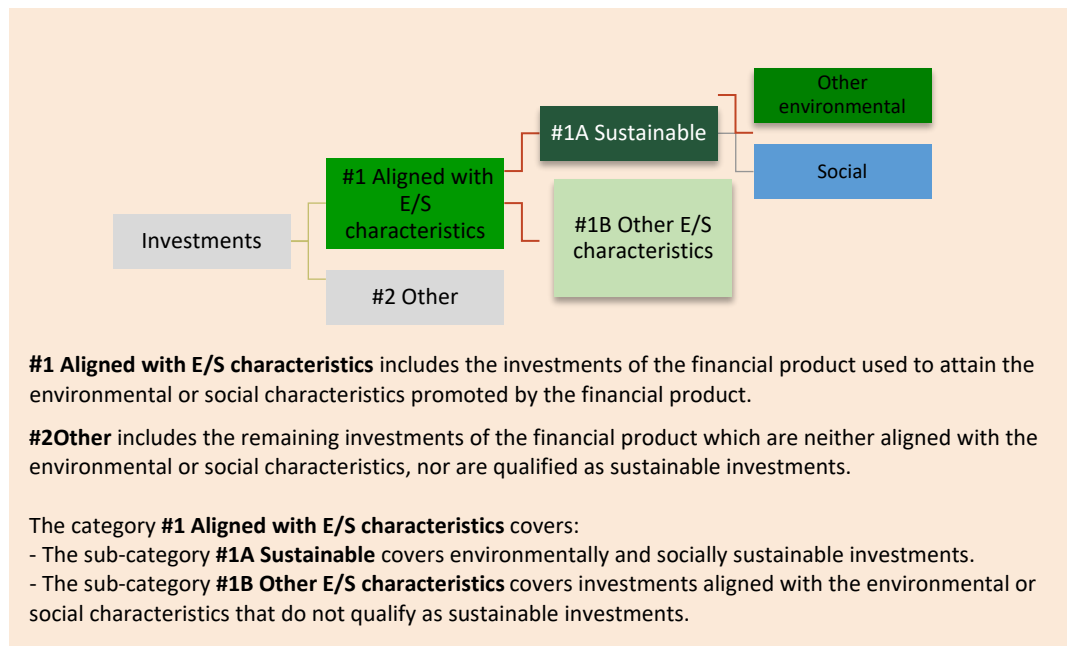 Other
environmental
#1A Sustainable
Social
#1 Aligned with
E/S
characteristics
#1B Other E/S
characteristics
Investments
#2 Other
#1 Aligned with E/S characteristics includes the investments of the financial product used to attain the
environmental or social characteristics promoted by the financial product.
#2Other includes the remaining investments of the financial product which are neither aligned with the
environmental or social characteristics, nor are qualified as sustainable investments.
The category #1 Aligned with E/S characteristics covers:
- The sub-category #1A Sustainable covers environmentally and socially sustainable investments.
- The sub-category #1B Other E/S characteristics covers investments aligned with the environmental or
social characteristics that do not qualify as sustainable investments.